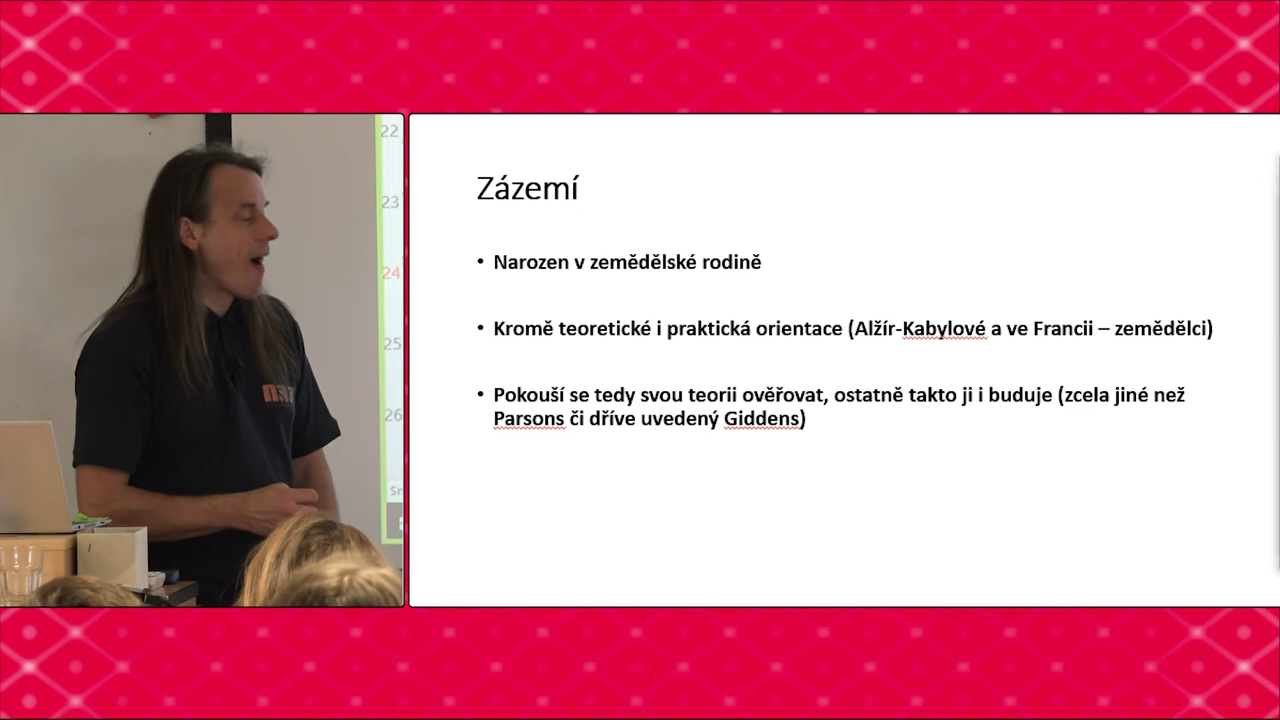 22
23
24
25
26
Zázemí
• Narozen v zemědělské rodině
• Kromě teoretické i praktická orientace (Alžír-Kabylové a ve Francii – zemědělci)
• Pokouší se tedy svou teorii ověřovat, ostatně takto ji i buduje (zcela jiné než
Parsons či dříve uvedený Giddens)